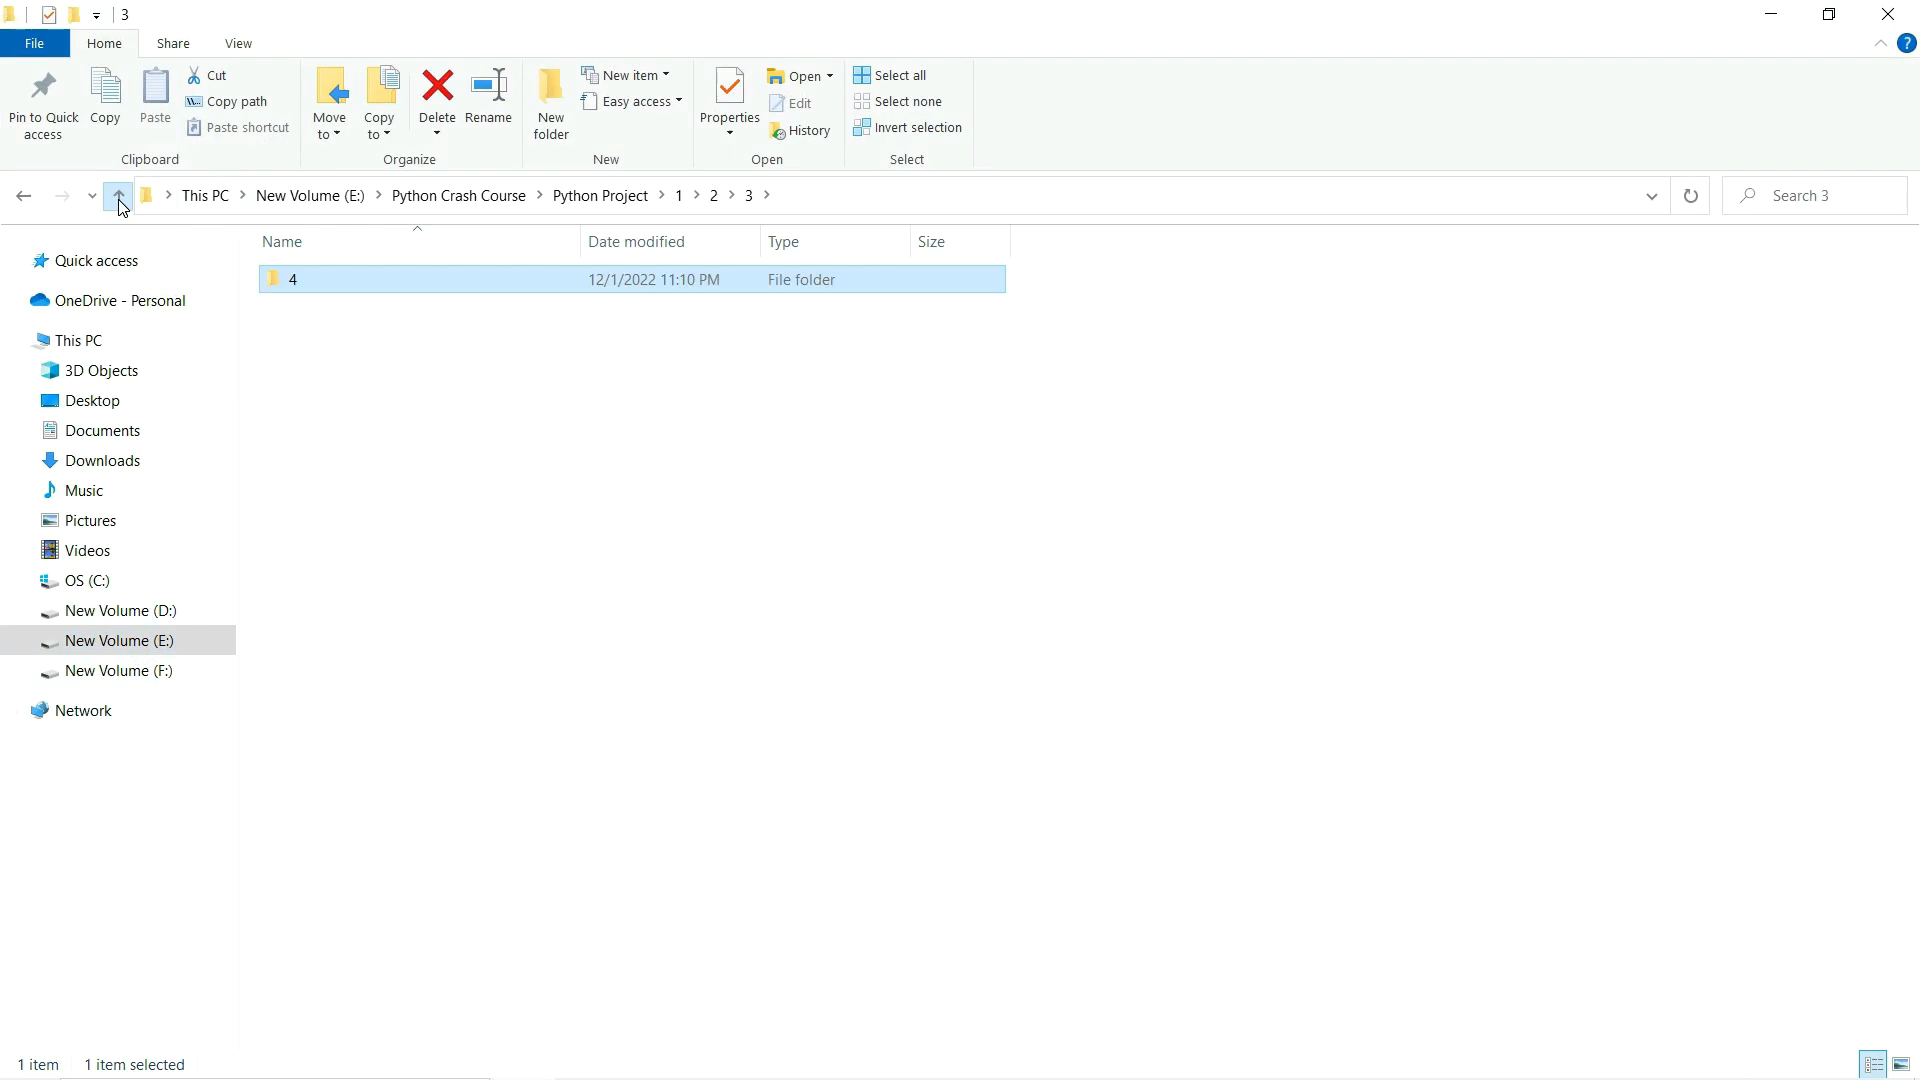 3
File Home Share View
Pin to Quick access
Copy
Paste
Cut
Copy path
Paste shortcut
Clipboard
Move to
Copy to
Delete
Rename
Organize
New folder
New item
Easy access
New
Properties
Open
Edit
History
Open
Select all
Select none
Invert selection
Select
This PC New Volume (E:) Python Crash Course Python Project 1 2 3
Search 3
Name Date modified Type Size
4 12/1/2022 11:10 PM File folder
Quick access
OneDrive - Personal
This PC
3D Objects
Desktop
Documents
Downloads
Music
Pictures
Videos
OS (C:)
New Volume (D:)
New Volume (E:)
New Volume (F:)
Network
1 item 1 item selected